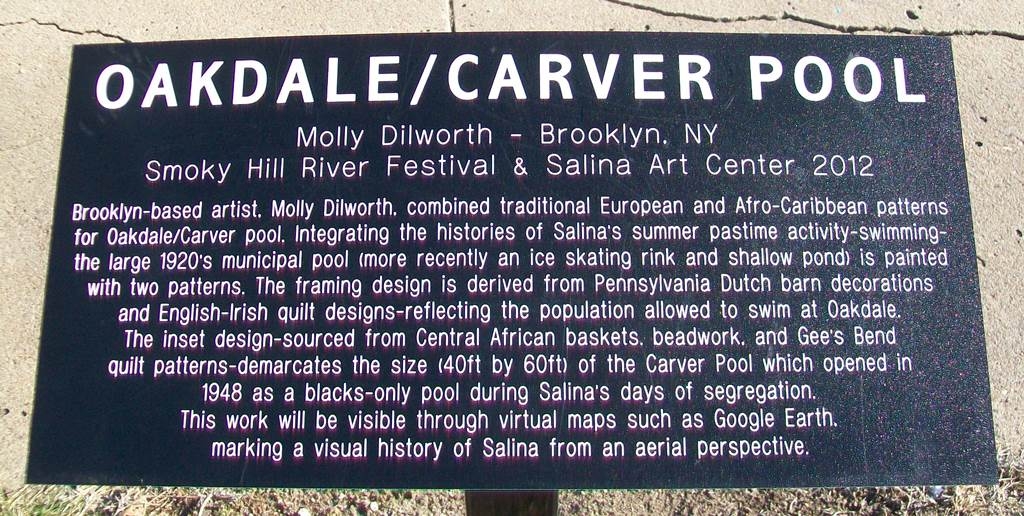 OAKDALE/CARVER POOL
Molly Dilworth - Brooklyn, NY
Smoky Hill River Festival & Salina Art Center 2012
Brooklyn-based artist, Molly Dilworth, combined traditional European and Afro-Caribbean patterns
for Oakdale/Carver pool. Integrating the histories of Salina's summer pastime activity-swimming-
the large 1920's municipal pool (more recently an ice skating rink and shallow pond) is painted
with two patterns. The framing design is derived from Pennsylvania Dutch barn decorations
and English-Irish quilt designs-reflecting the population allowed to swim at Oakdale.
The inset design-sourced from Central African baskets, beadwork, and Gee's Bend
quilt patterns-demarcates the size (40ft by 60ft) of the Carver Pool which opened in
1948 as a blacks-only pool during Salina's days of segregation.
This work will be visible through virtual maps such as Google Earth,
marking a visual history of Salina from an aerial perspective.